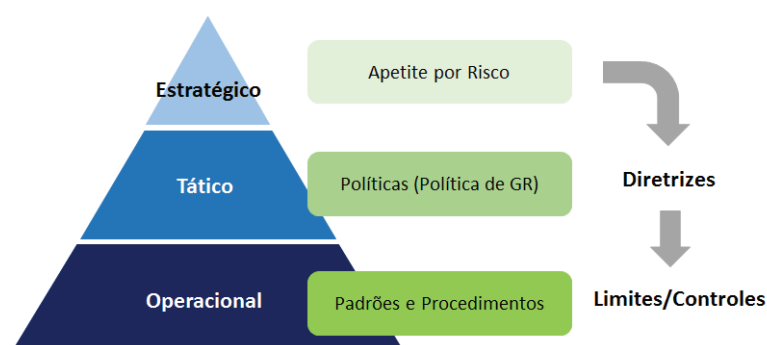 Estratégico
Apetite por Risco
Tático
Políticas (Política de GR)
Diretrizes
Operacional
Padrões e Procedimentos
Limites/Controles